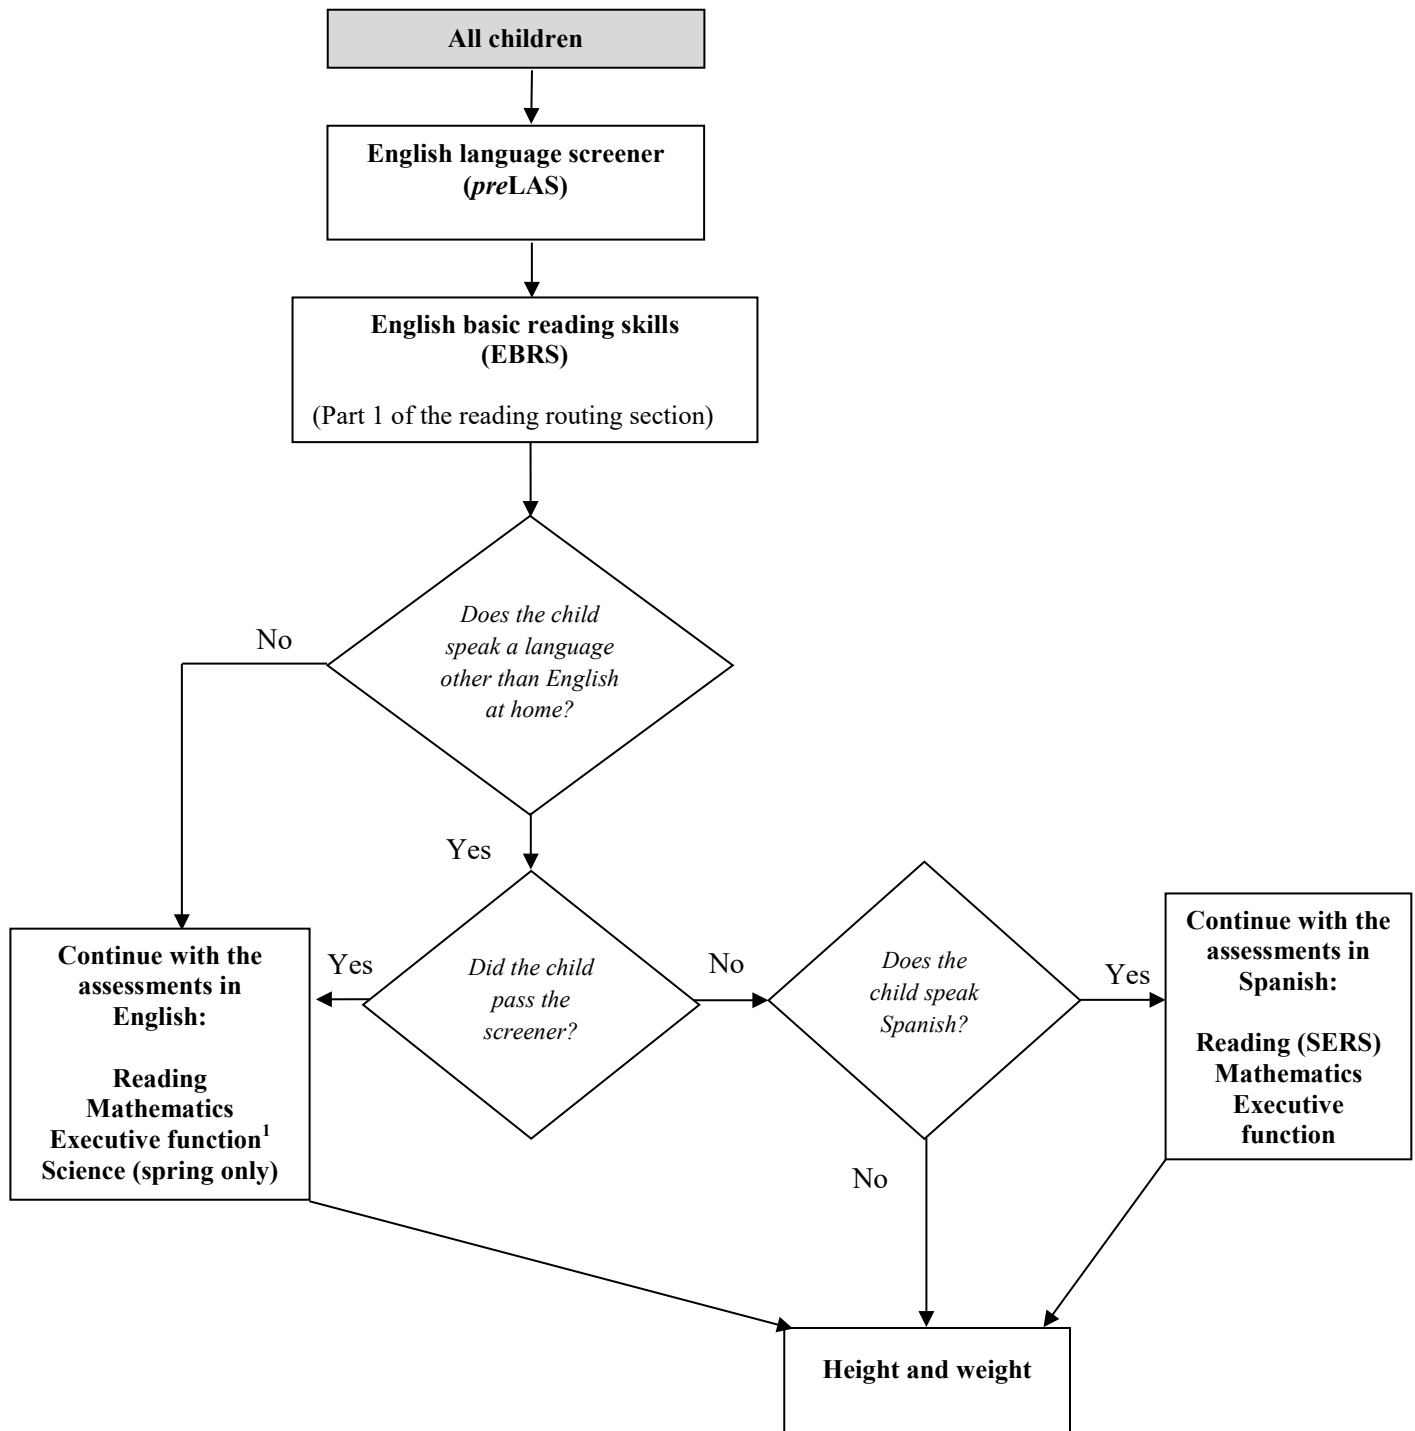 All children
English language screener
(preLAS)
English basic reading skills
(EBRS)
(Part 1 of the reading routing section)
Does the child
speak a language
other than English
at home?
No
Yes
Did the child
pass the
screener?
Yes
No
Continue with the
assessments in
English:
Reading
Mathematics
Executive function¹
Science (spring only)
Does the
child speak
Spanish?
Yes
No
Continue with the
assessments in
Spanish:
Reading (SERS)
Mathematics
Executive
function
Height and weight